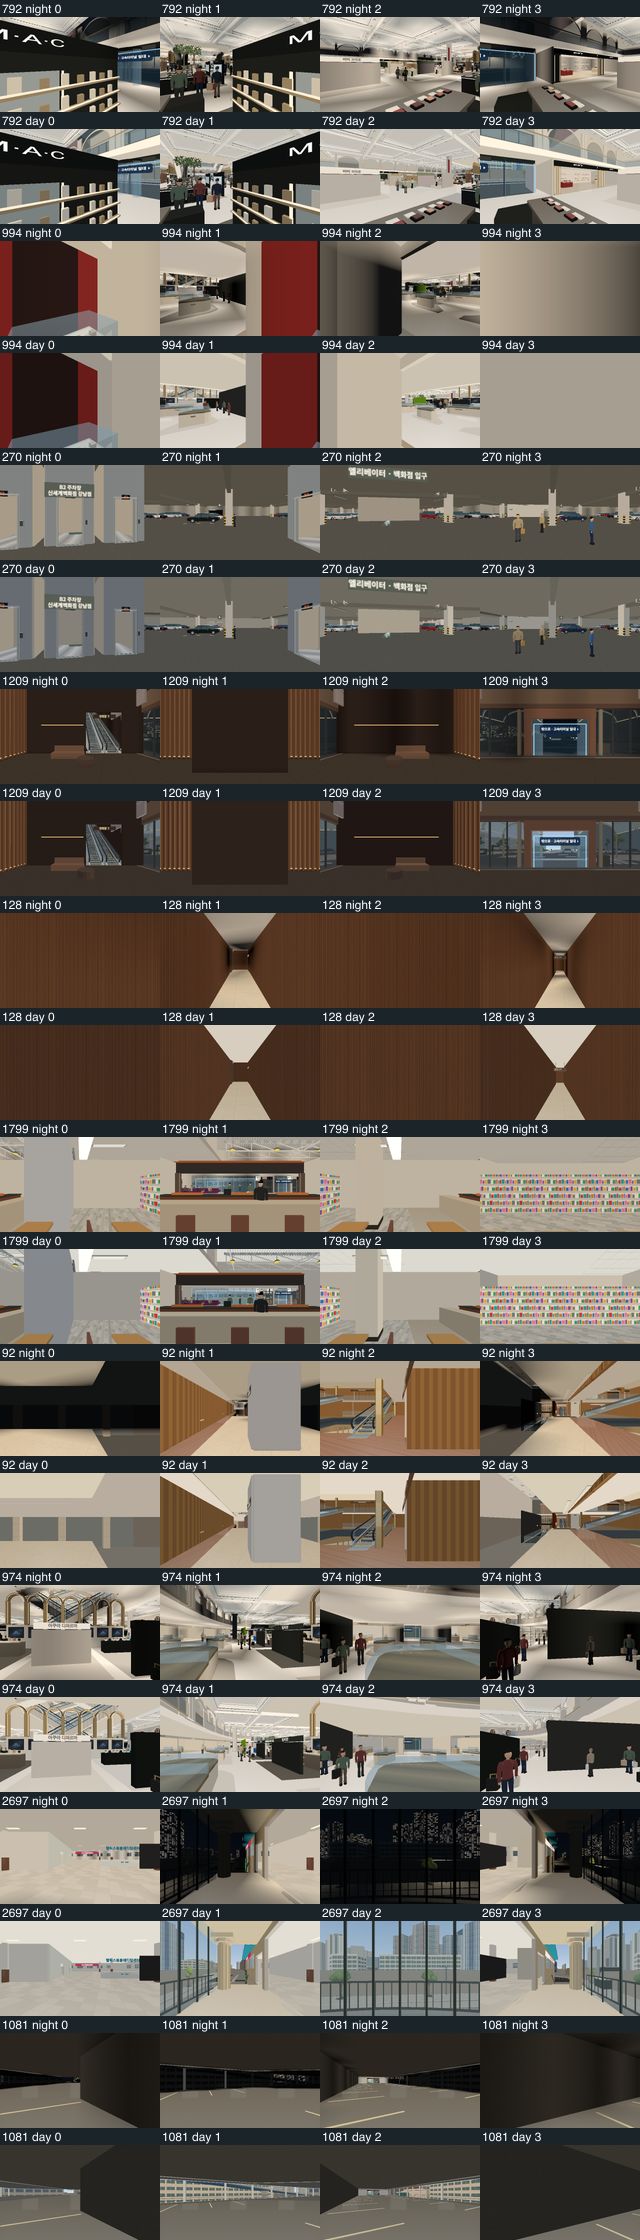 792 night 0
792 night 1
792 night 2
792 night 3
M·A·C
M
792 day 0
792 day 1
792 day 2
792 day 3
M·A·C
M
994 night 0
994 night 1
994 night 2
994 night 3
994 day 0
994 day 1
994 day 2
994 day 3
270 night 0
270 night 1
270 night 2
270 night 3
B2 주차장
신세계백화점 강남점
엘리베이터 · 백화점 입구
270 day 0
270 day 1
270 day 2
270 day 3
B2 주차장
신세계백화점 강남점
엘리베이터 · 백화점 입구
1209 night 0
1209 night 1
1209 night 2
1209 night 3
1209 day 0
1209 day 1
1209 day 2
1209 day 3
128 night 0
128 night 1
128 night 2
128 night 3
128 day 0
128 day 1
128 day 2
128 day 3
1799 night 0
1799 night 1
1799 night 2
1799 night 3
1799 day 0
1799 day 1
1799 day 2
1799 day 3
92 night 0
92 night 1
92 night 2
92 night 3
92 day 0
92 day 1
92 day 2
92 day 3
974 night 0
974 night 1
974 night 2
974 night 3
974 day 0
974 day 1
974 day 2
974 day 3
2697 night 0
2697 night 1
2697 night 2
2697 night 3
2697 day 0
2697 day 1
2697 day 2
2697 day 3
1081 night 0
1081 night 1
1081 night 2
1081 night 3
1081 day 0
1081 day 1
1081 day 2
1081 day 3